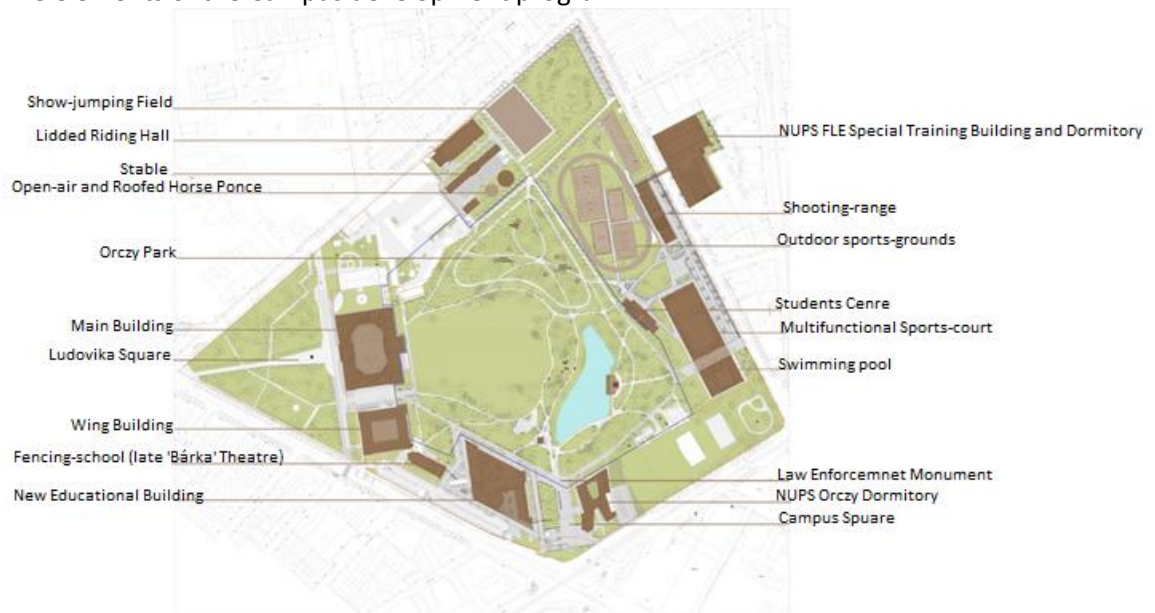 Show-jumping Field
Lidded Riding Hall
Stable
Open-air and Roofed Horse Ponce
Orczy Park
Main Building
Ludovika Square
Wing Building
Fencing-school (late 'Bárka' Theatre)
New Educational Building
NUPS FLE Special Training Building and Dormitory
Shooting-range
Outdoor sports-grounds
Students Cenre
Multifunctional Sports-court
Swimming pool
Law Enforcemnet Monument
NUPS Orczy Dormitory
Campus Spuare